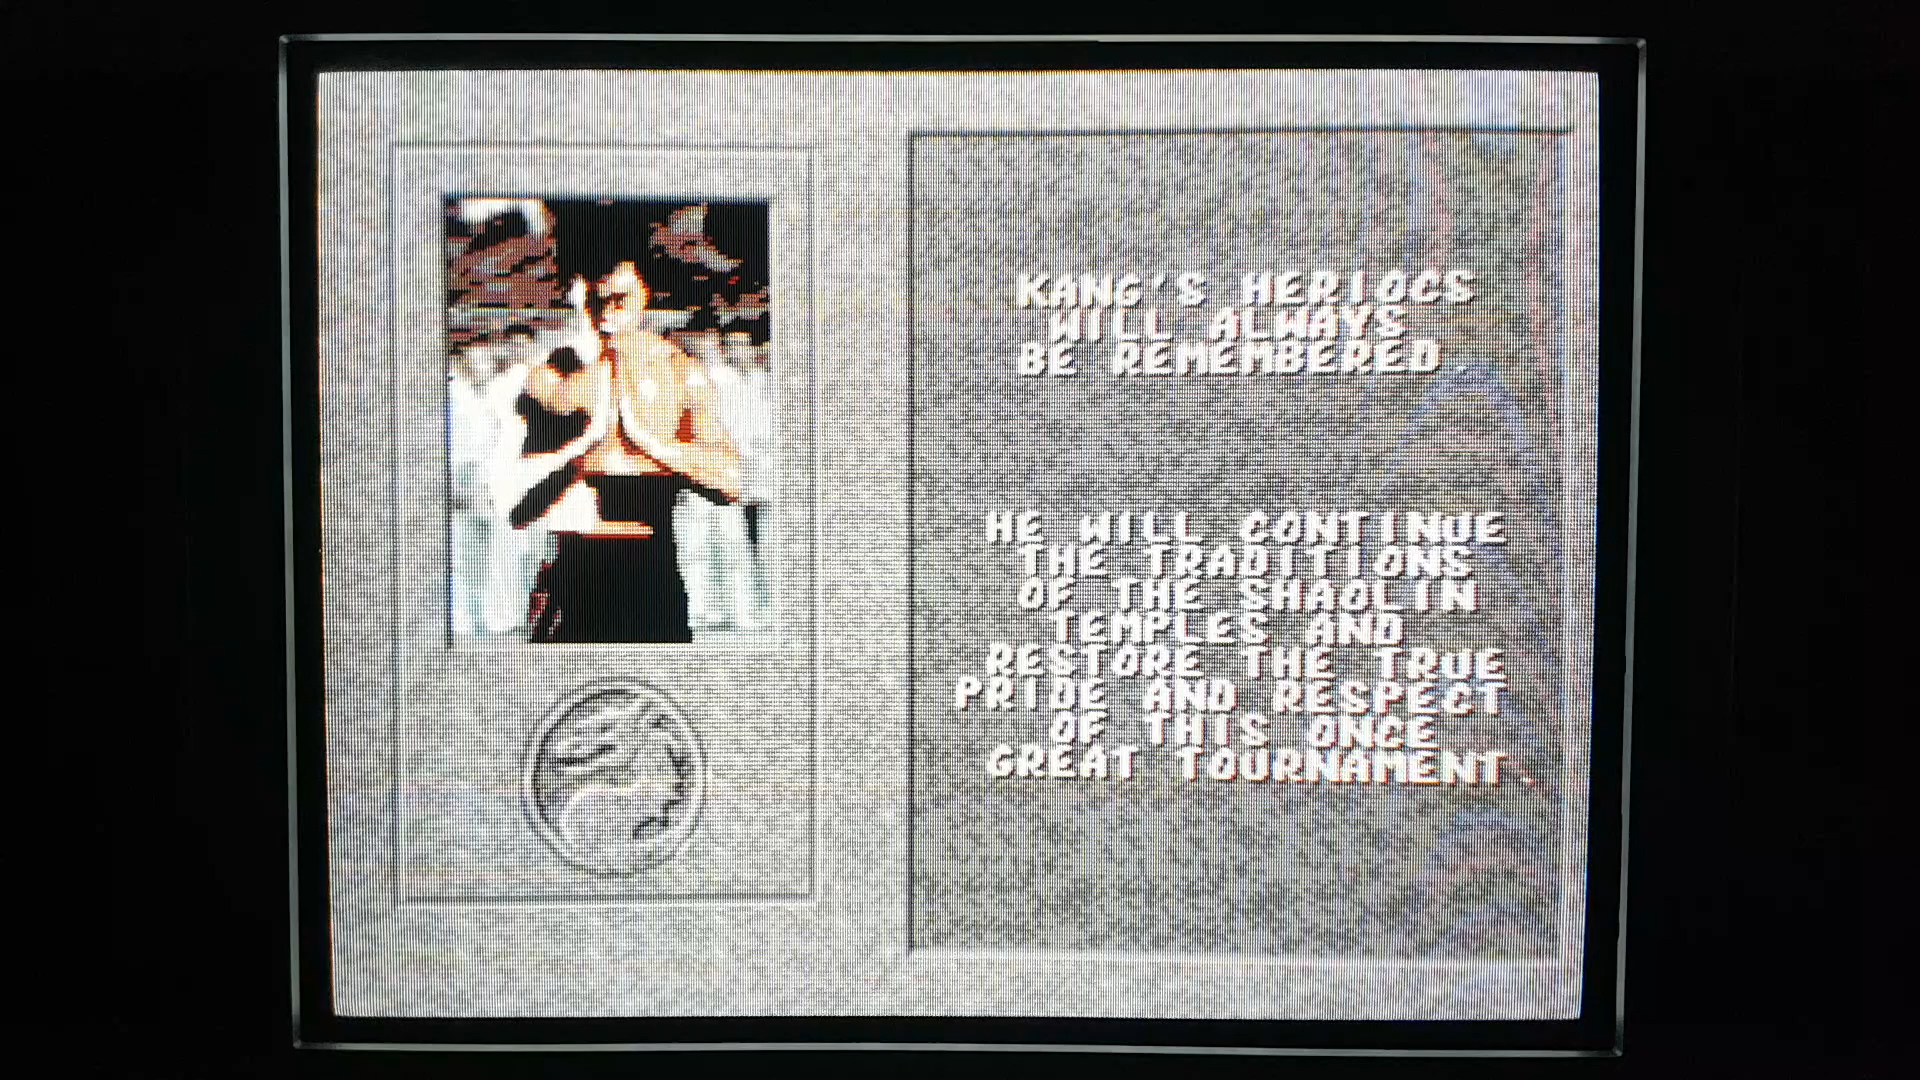 KANG'S HERIOCS
WILL ALWAYS
BE REMEMBERED.
HE WILL CONTINUE
THE TRADITIONS
OF THE SHAOLIN
TEMPLES AND
RESTORE THE TRUE
PRIDE AND RESPECT
OF THIS ONCE
GREAT TOURNAMENT.